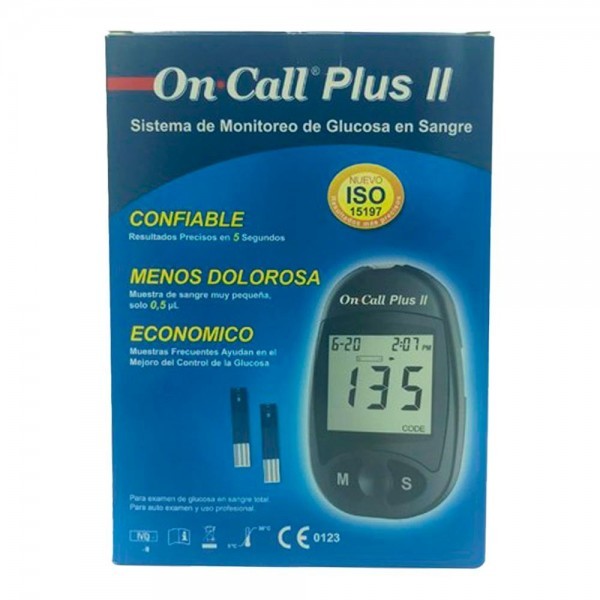 On·Call® Plus II
Sistema de Monitoreo de Glucosa en Sangre
NUEVO
ISO
15197
Resultados más precisos
CONFIABLE
Resultados Precisos en 5 Segundos
MENOS DOLOROSA
Muestra de sangre muy pequeña,
solo 0,5 µL
ECONOMICO
Muestras Frecuentes Ayudan en el
Mejoro del Control de la Glucosa
On·Call Plus II
6-20 2:07 PM
135
CODE
M S
Para examen de glucosa en sangre total.
Para auto examen y uso profesional.
IVD
CE 0123